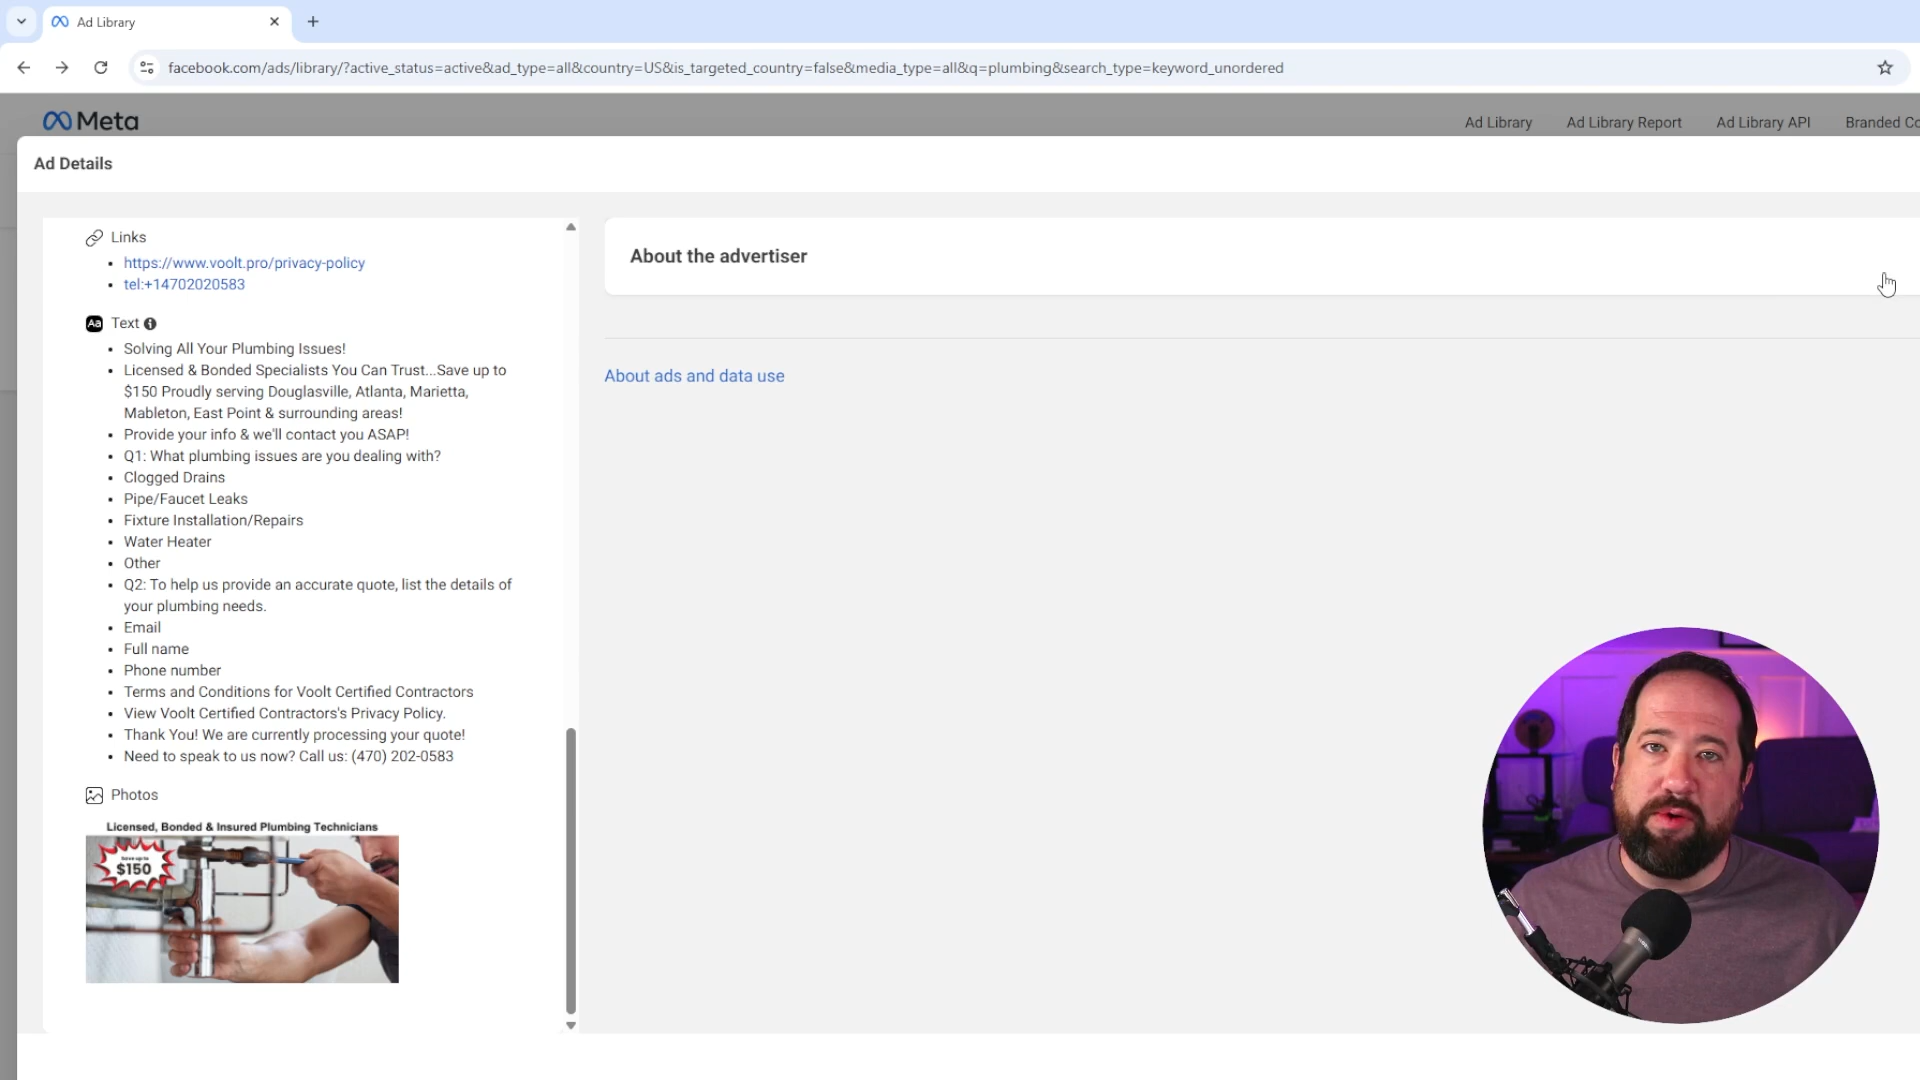 Ad Library
facebook.com/ads/library/?active_status=active&ad_type=all&country=US&is_targeted_country=false&media_type=all&q=plumbing&search_type=keyword_unordered
Meta
Ad Library
Ad Library Report
Ad Library API
Branded Co
Ad Details
Links
https://www.voolt.pro/privacy-policy
tel:+14702020583
Aa Text
Solving All Your Plumbing Issues!
Licensed & Bonded Specialists You Can Trust...Save up to
$150 Proudly serving Douglasville, Atlanta, Marietta,
Mableton, East Point & surrounding areas!
Provide your info & we'll contact you ASAP!
Q1: What plumbing issues are you dealing with?
Clogged Drains
Pipe/Faucet Leaks
Fixture Installation/Repairs
Water Heater
Other
Q2: To help us provide an accurate quote, list the details of
your plumbing needs.
Email
Full name
Phone number
Terms and Conditions for Voolt Certified Contractors
View Voolt Certified Contractors's Privacy Policy.
Thank You! We are currently processing your quote!
Need to speak to us now? Call us: (470) 202-0583
Photos
Licensed, Bonded & Insured Plumbing Technicians
Save up to
$150
About the advertiser
About ads and data use